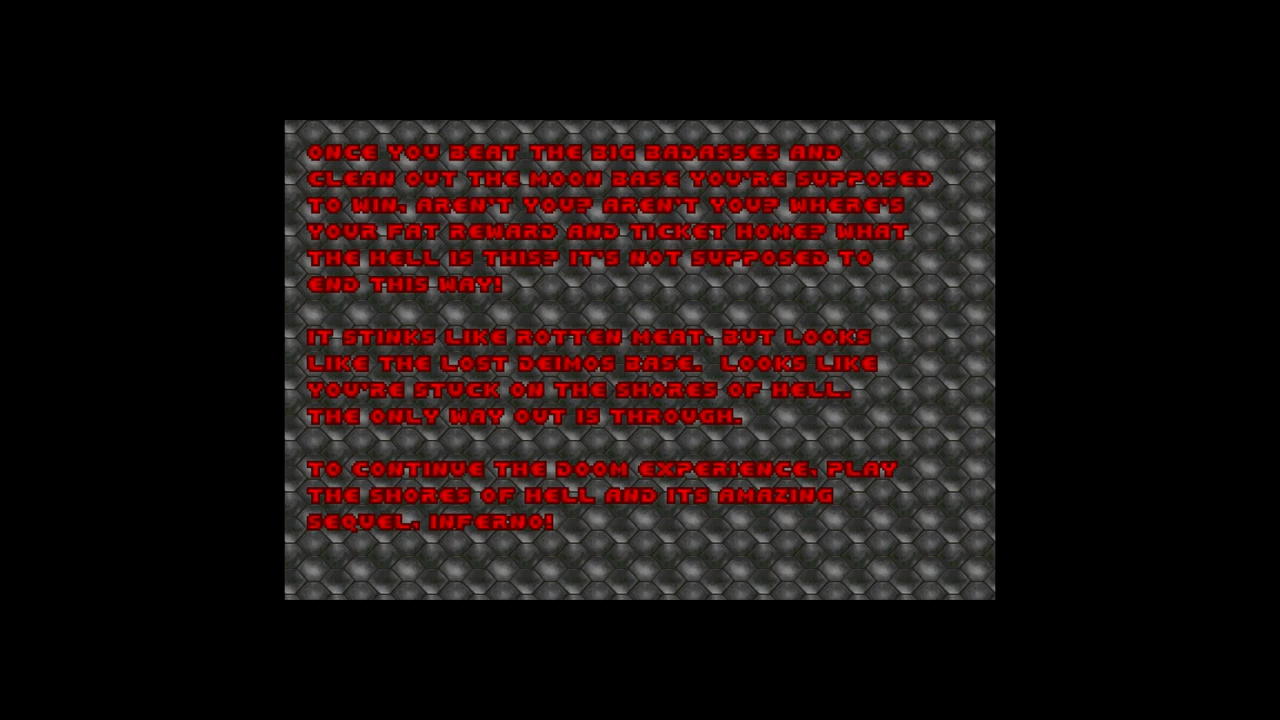 ONCE YOU BEAT THE BIG BADASSES AND
CLEAN OUT THE MOON BASE YOU'RE SUPPOSED
TO WIN, AREN'T YOU? AREN'T YOU? WHERE'S
YOUR FAT REWARD AND TICKET HOME? WHAT
THE HELL IS THIS? IT'S NOT SUPPOSED TO
END THIS WAY!
IT STINKS LIKE ROTTEN MEAT, BUT LOOKS
LIKE THE LOST DEIMOS BASE.  LOOKS LIKE
YOU'RE STUCK ON THE SHORES OF HELL.
THE ONLY WAY OUT IS THROUGH.
TO CONTINUE THE DOOM EXPERIENCE, PLAY
THE SHORES OF HELL AND ITS AMAZING
SEQUEL, INFERNO!